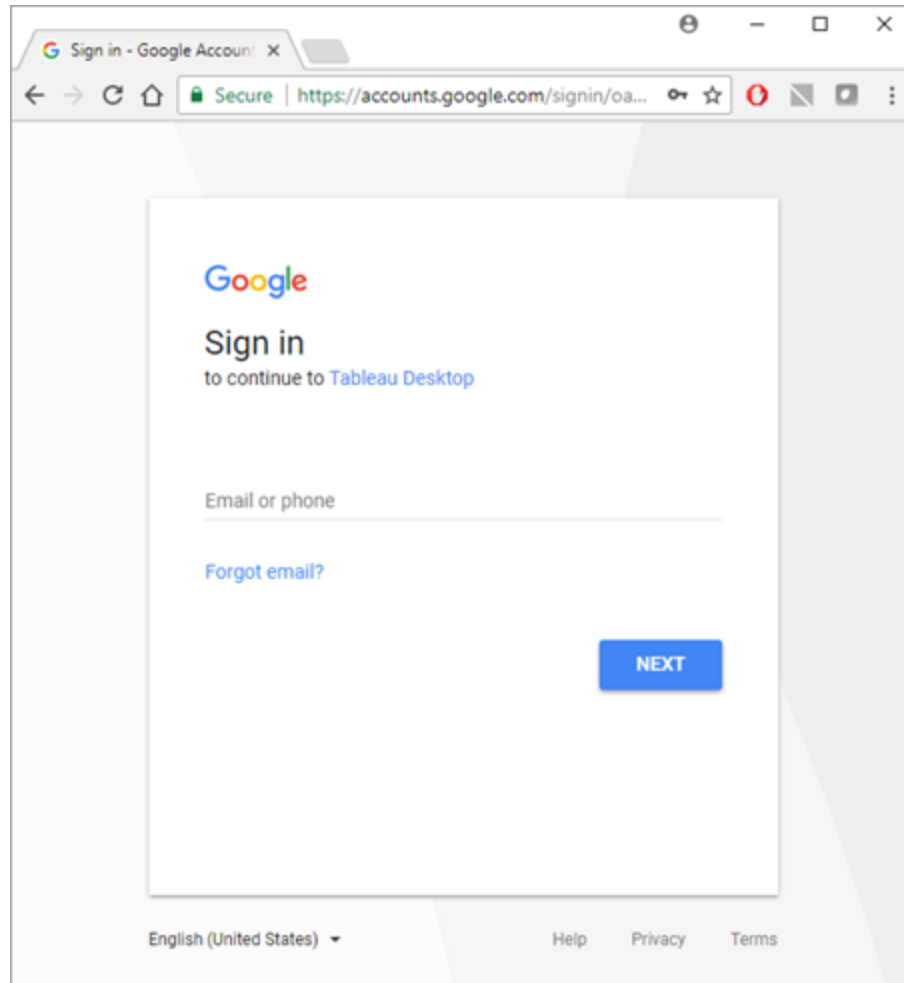 Sign in - Google Accoun
Secure | https://accounts.google.com/signin/oa...
Google
Sign in
to continue to Tableau Desktop
Email or phone
Forgot email?
NEXT
English (United States) Help Privacy Terms